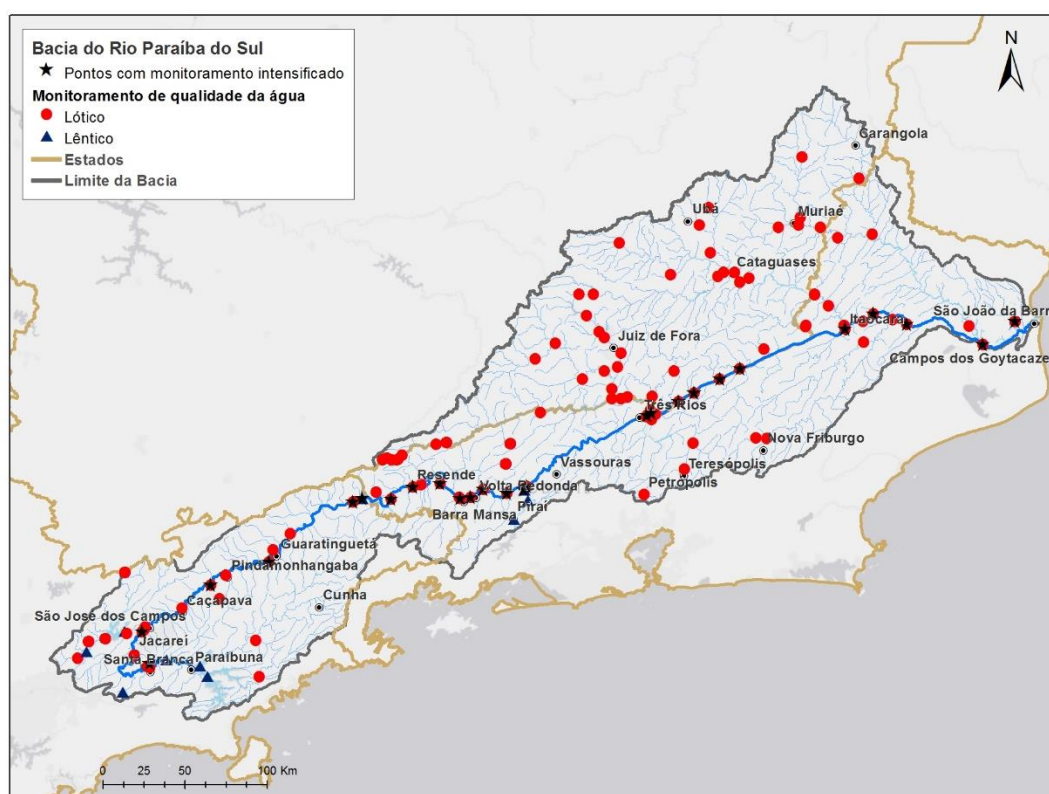 Bacia do Rio Paraíba do Sul
Pontos com monitoramento intensificado
Monitoramento de qualidade da água
Lótico
Lêntico
Estados
Limite da Bacia
N
Carangola
Ubá
Muriaé
Cataguases
São João da Barr
Itaocara
Juiz de Fora
Campos dos Goytacaze
Três Rios
Nova Friburgo
Vassouras
Teresópolis
Resende
Petrópolis
Volta Redonda
Barra Mansa
Piraí
Guaratinguetá
Pindamonhangaba
Caçapava
Cunha
São José dos Campos
Jacareí
Santa Branca
Paraibuna
0 25 50 100 Km